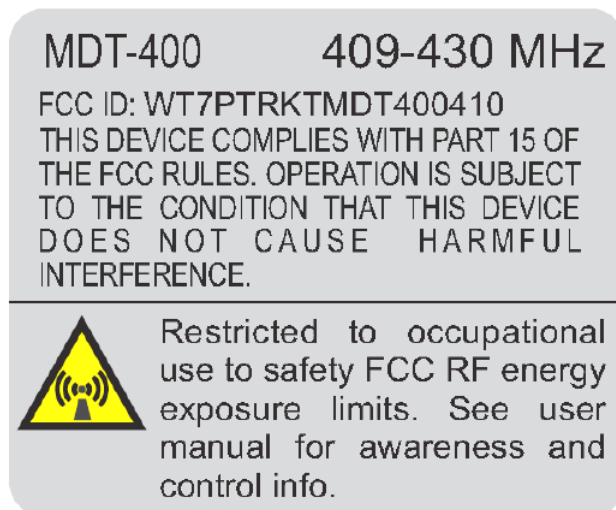 MDT-400 409-430 MHz
FCC ID: WT7PTRKTMDT400410
THIS DEVICE COMPLIES WITH PART 15 OF
THE FCC RULES. OPERATION IS SUBJECT
TO THE CONDITION THAT THIS DEVICE
DOES NOT CAUSE HARMFUL
INTERFERENCE.
Restricted to occupational
use to safety FCC RF energy
exposure limits. See user
manual for awareness and
control info.